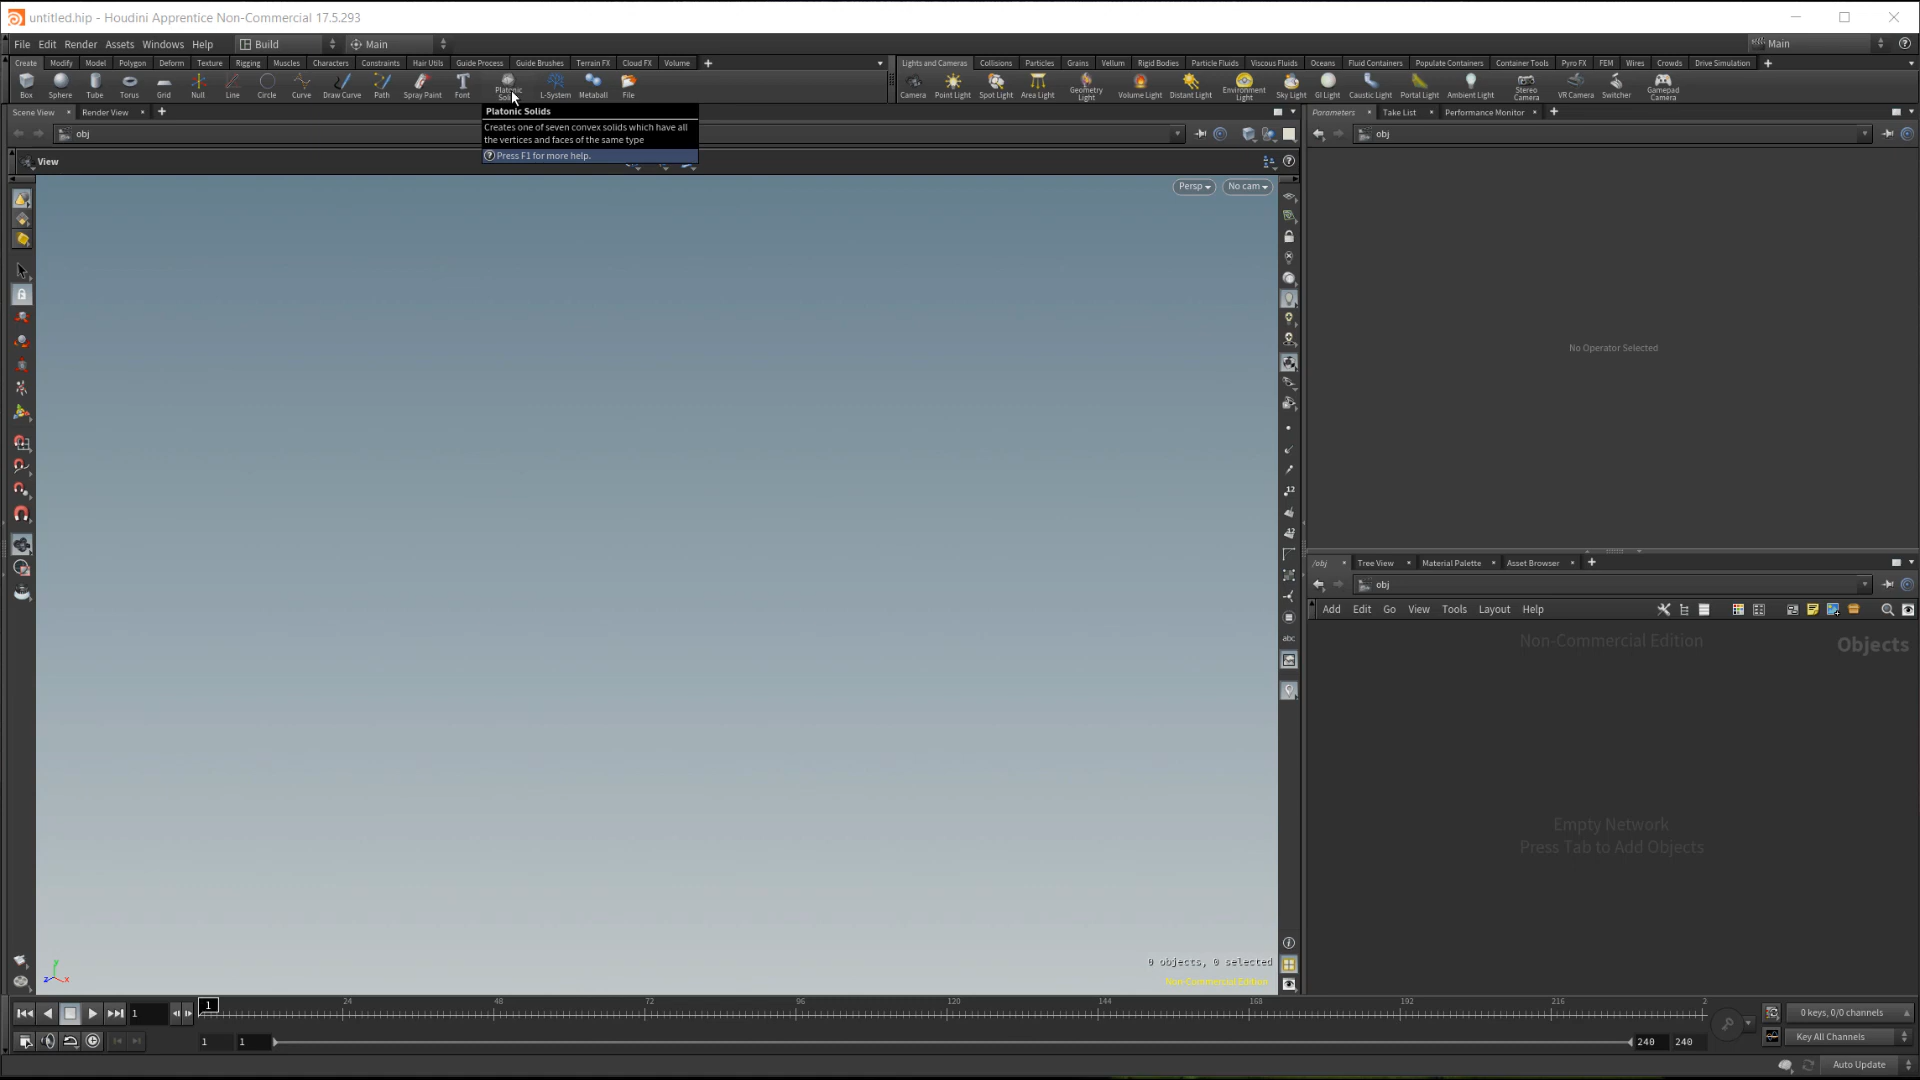 untitled.hip - Houdini Apprentice Non-Commercial 17.5.293
File Edit Render Assets Windows Help Build Main Main
Create Modify Model Polygon Deform Texture Rigging Muscles Characters Constraints Hair Utils Guide Process Guide Brushes Terrain FX Cloud FX Volume
Lights and Cameras Collisions Particles Grains Vellum Rigid Bodies Particle Fluids Viscous Fluids Oceans Fluid Containers Populate Containers Container Tools Pyro FX FEM Wires Crowds Drive Simulation
Box Sphere Tube Torus Grid Null Line Circle Curve Draw Curve Path Spray Paint Font Platonic L-System Metaball File
Camera Point Light Spot Light Area Light Geometry Light Volume Light Distant Light Environment Light Sky Light GI Light Caustic Light Portal Light Ambient Light Stereo Camera VR Camera Switcher Gamepad Camera
Scene View Render View
Platonic Solids
Creates one of seven convex solids which have all
the vertices and faces of the same type
Press F1 for more help.
Parameters Take List Performance Monitor
obj
obj
View
Persp No cam
No Operator Selected
12
42
abc
/obj Tree View Material Palette Asset Browser
obj
Add Edit Go View Tools Layout Help
Non-Commercial Edition
Objects
Empty Network
Press Tab to Add Objects
0 objects, 0 selected
Non-Commercial Edition
y
z x
1 1 24 48 72 96 120 144 168 192 216 2
0 keys, 0/0 channels
1 1 240 240
Key All Channels
Auto Update